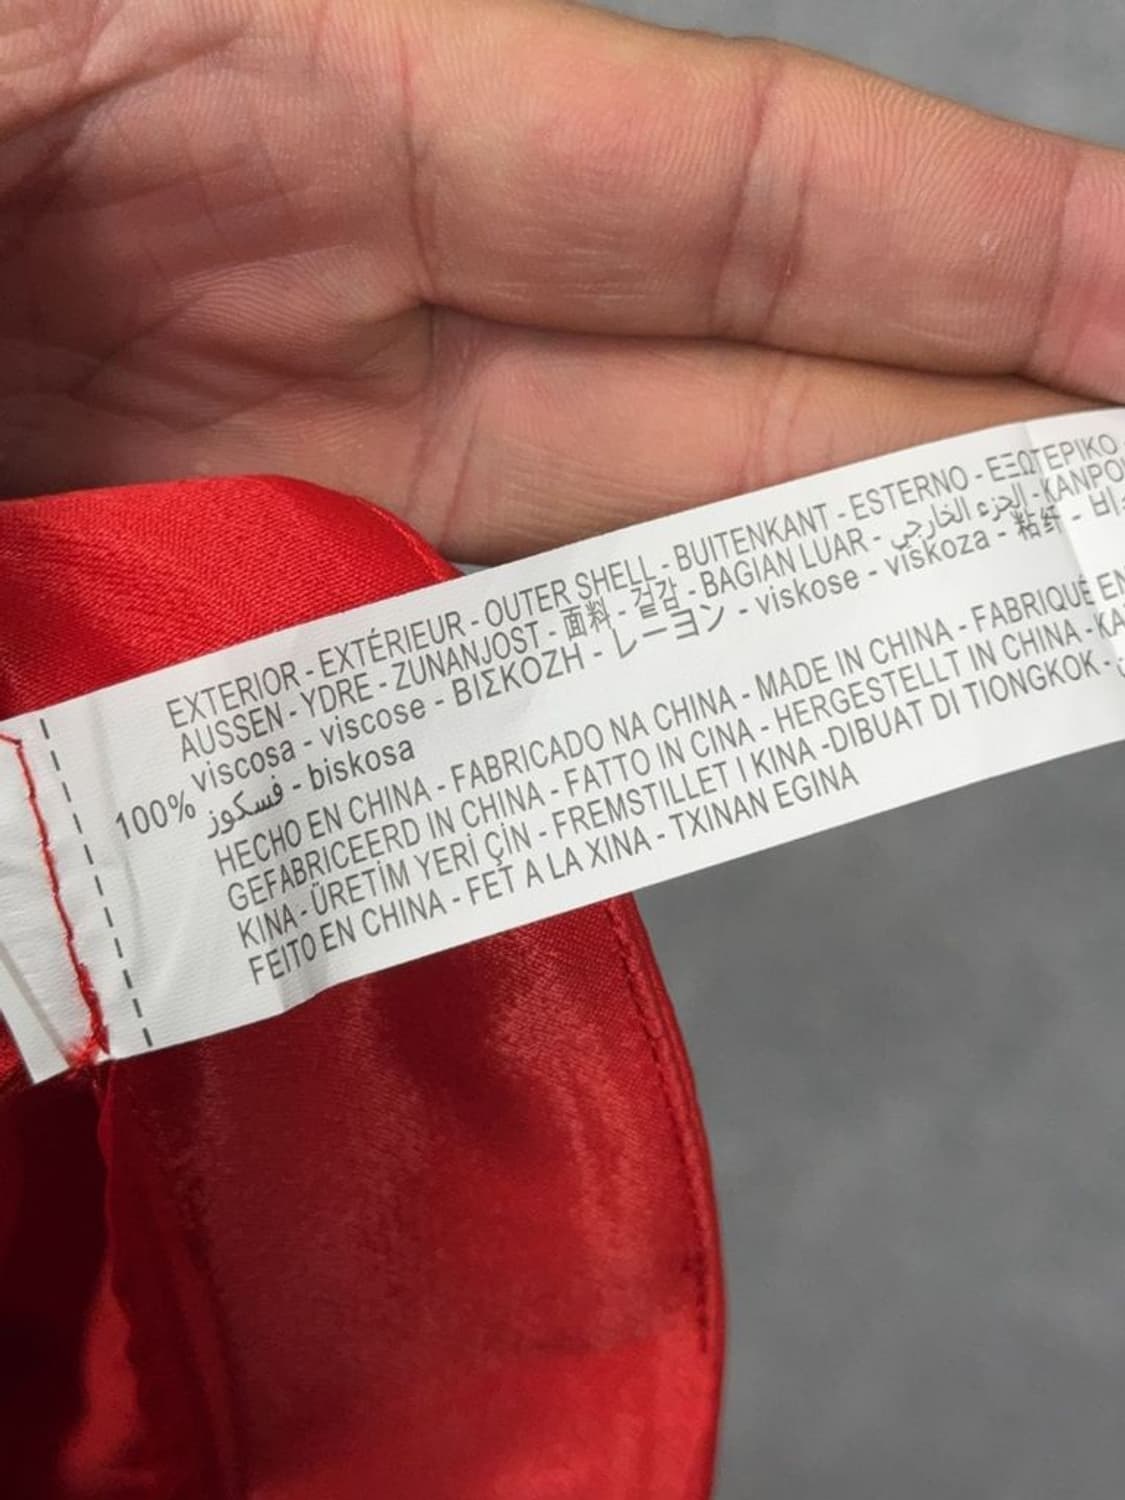 EXTERIOR - EXTÉRIEUR - OUTER SHELL - BUITENKANT - ESTERNO - ΕΞΩΤΕΡΙΚΟ
AUSSEN - YDRE - ZUNANJOST - 面料 - 겉감 - BAGIAN LUAR - الجزء الخارجي - KANPO
100% viscosa - viscose - ΒΙΣΚΟΖΗ - レーヨン - viskose - viskoza - 粘纤 - 비
فسكوز - biskosa
HECHO EN CHINA - FABRICADO NA CHINA - MADE IN CHINA - FABRIQUÉ EN
GEFABRICEERD IN CHINA - FATTO IN CINA - HERGESTELLT IN CHINA - ΚΑ
KINA - ÜRETİM YERİ ÇİN - FREMSTILLET I KINA -DIBUAT DI TIONGKOK -
FEITO EN CHINA - FET A LA XINA - TXINAN EGINA